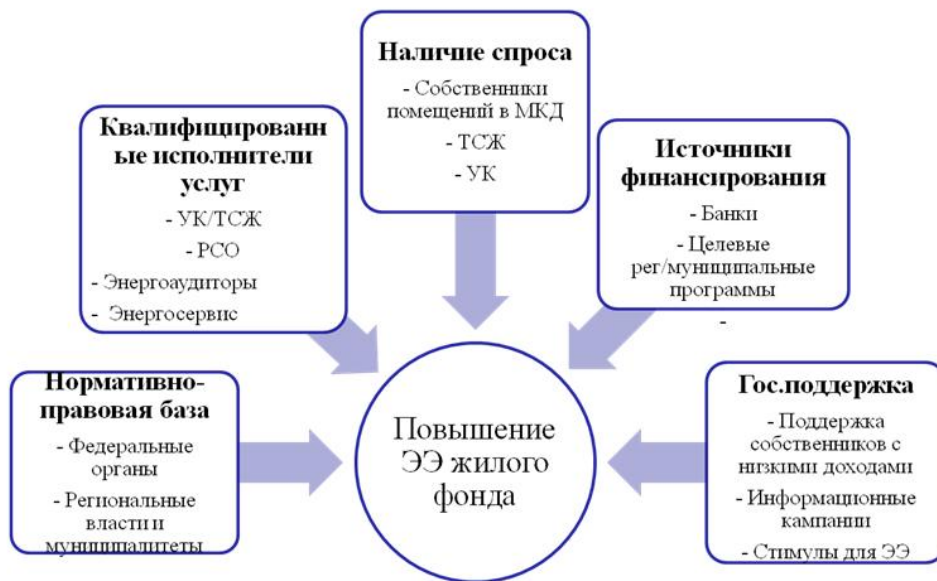 Наличие спроса
- Собственники
помещений в МКД
- ТСЖ
- УК
Квалифицированн
ые исполнители
услуг
- УК/ТСЖ
- РСО
- Энергоаудиторы
- Энергосервис
Источники
финансирования
- Банки
- Целевые
рег/муниципальные
программы
-
Нормативно-
правовая база
- Федеральные
органы
- Региональные
власти и
муниципалитеты
Повышение
ЭЭ жилого
фонда
Гос.поддержка
- Поддержка
собственников с
низкими доходами
- Информационные
кампании
- Стимулы для ЭЭ